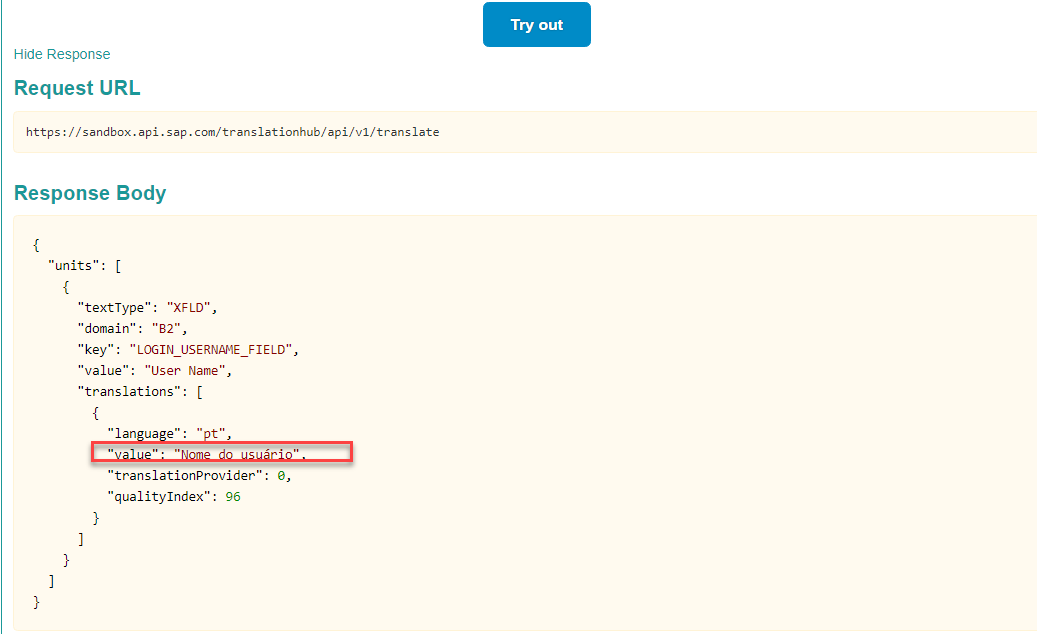 Try out
Hide Response
Request URL
https://sandbox.api.sap.com/translationhub/api/v1/translate
Response Body
{
  "units": [
    {
      "textType": "XFLD",
      "domain": "B2",
      "key": "LOGIN_USERNAME_FIELD",
      "value": "User Name",
      "translations": [
        {
          "language": "pt",
          "value": "Nome do usuário",
          "translationProvider": 0,
          "qualityIndex": 96
        }
      ]
    }
  ]
}